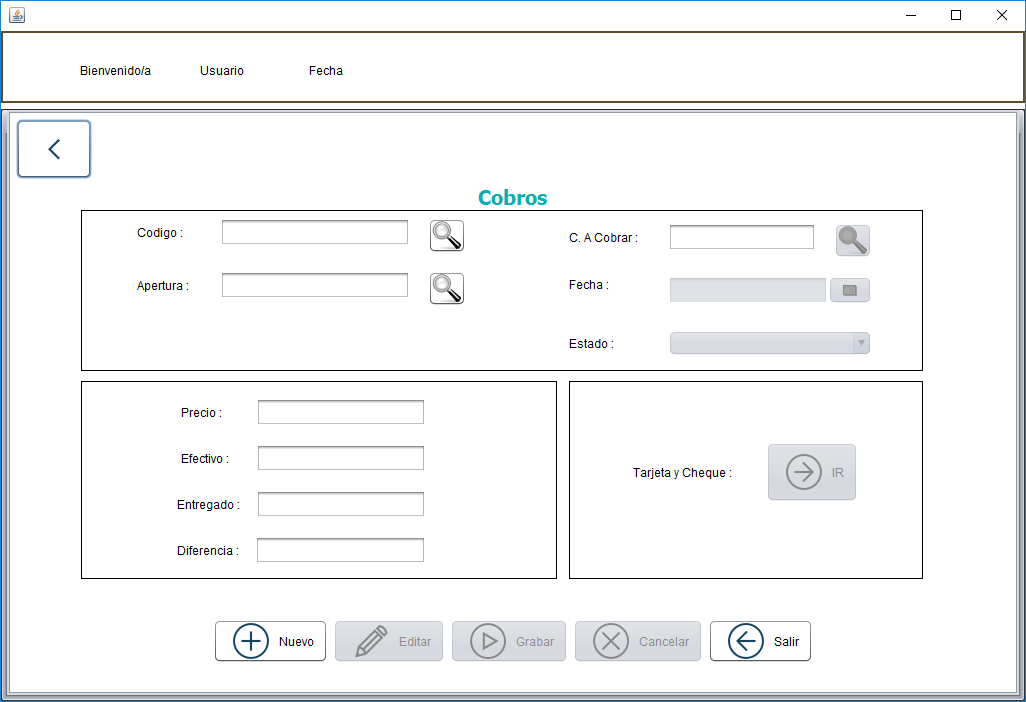 Bienvenido/a Usuario Fecha
Cobros
Codigo :
C. A Cobrar :
Apertura :
Fecha :
Estado :
Precio :
Efectivo :
Entregado :
Diferencia :
Tarjeta y Cheque :
IR
Nuevo Editar Grabar Cancelar Salir